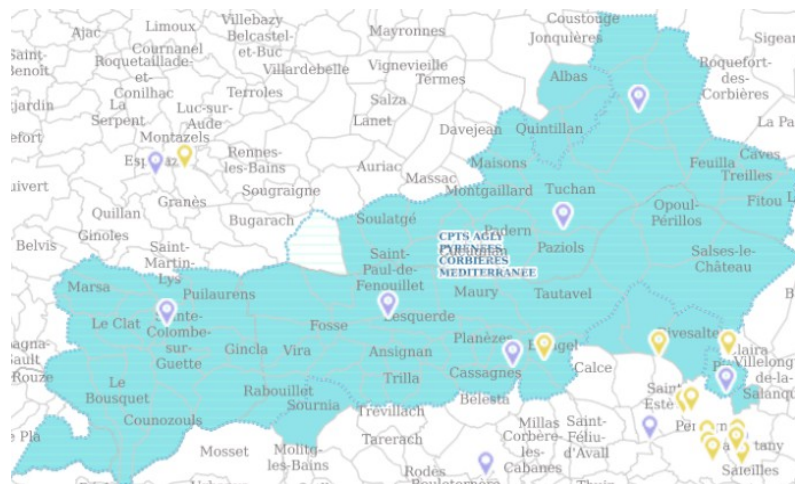 Coustouge
Villebazy
Limoux
Ajac
Belcastel-
et-Buc
Mayronnes
Jonquières
Sigean
Cournanel
Saint-
Benoît
Roquetaillade-
et-
Conilhac
Vignevieille
Termes
Villardebelle
Roquefort-
des-
Corbières
Albas
Terroles
La
Serpent
Luc-sur-
Aude
Salza
Lanet
Montazels
Davejean
Quintillan
La Pa
Rennes-
les-Bains
Auriac
Maisons
Caves
Feuilla
Treilles
Massac
Montgaillard
Tuchan
Sougraigne
Granès
Fitou
Opoul-
Périllos
Quillan
Bugarach
Soulatgé
Ginoles
Padern
Belvis
Saint-
Martin-
Lys
Saint-
Paul-de-
Fenouillet
CPTS AGLY
PYRENEES
CORBIERES
MEDITERRANEE
Paziols
Salses-le-
Château
Marsa
Puilaurens
Maury
Tautavel
Le Clat
Sainte-
Colombe-
sur-
Guette
Fosse
Lesquerde
Planèzes
Rivesaltes
Claira
Gincla
Vira
Ansignan
Calce
Villelongue-
de-la-
Salanque
Trilla
Cassagnes
Le
Bousquet
Rabouillet
Bélesta
Sournia
Trévillach
Counozouls
Millas
Saint-
Féliu-
d'Avall
Corbère-
les-
Cabanes
Tarerach
Mosset
Molitg-
les-Bains
Rodès
Saleilles